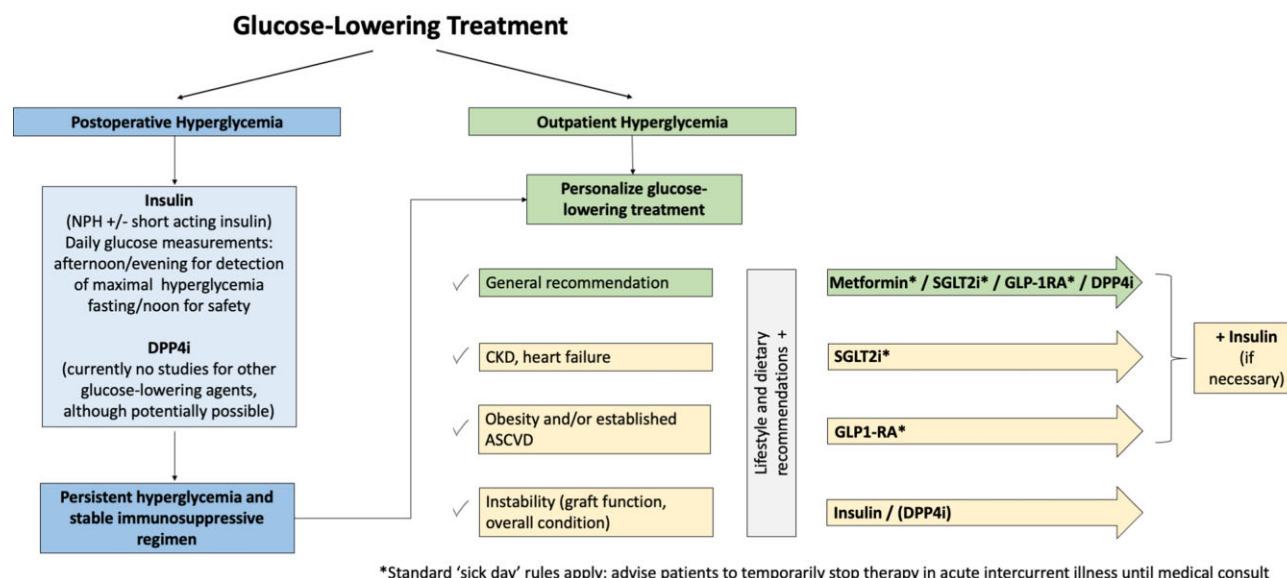 Glucose-Lowering Treatment
Postoperative Hyperglycemia
Insulin
(NPH +/- short acting insulin)
Daily glucose measurements:
afternoon/evening for detection
of maximal hyperglycemia
fasting/noon for safety
DPP4i
(currently no studies for other
glucose-lowering agents,
although potentially possible)
Persistent hyperglycemia and
stable immunosuppressive
regimen
Outpatient Hyperglycemia
Personalize glucose-
lowering treatment
General recommendation
CKD, heart failure
Obesity and/or established
ASCVD
Instability (graft function,
overall condition)
Lifestyle and dietary
recommendations +
Metformin* / SGLT2i* / GLP-1RA* / DPP4i
SGLT2i*
GLP1-RA*
Insulin / (DPP4i)
+ Insulin
(if
necessary)
*Standard ‘sick day’ rules apply: advise patients to temporarily stop therapy in acute intercurrent illness until medical consult